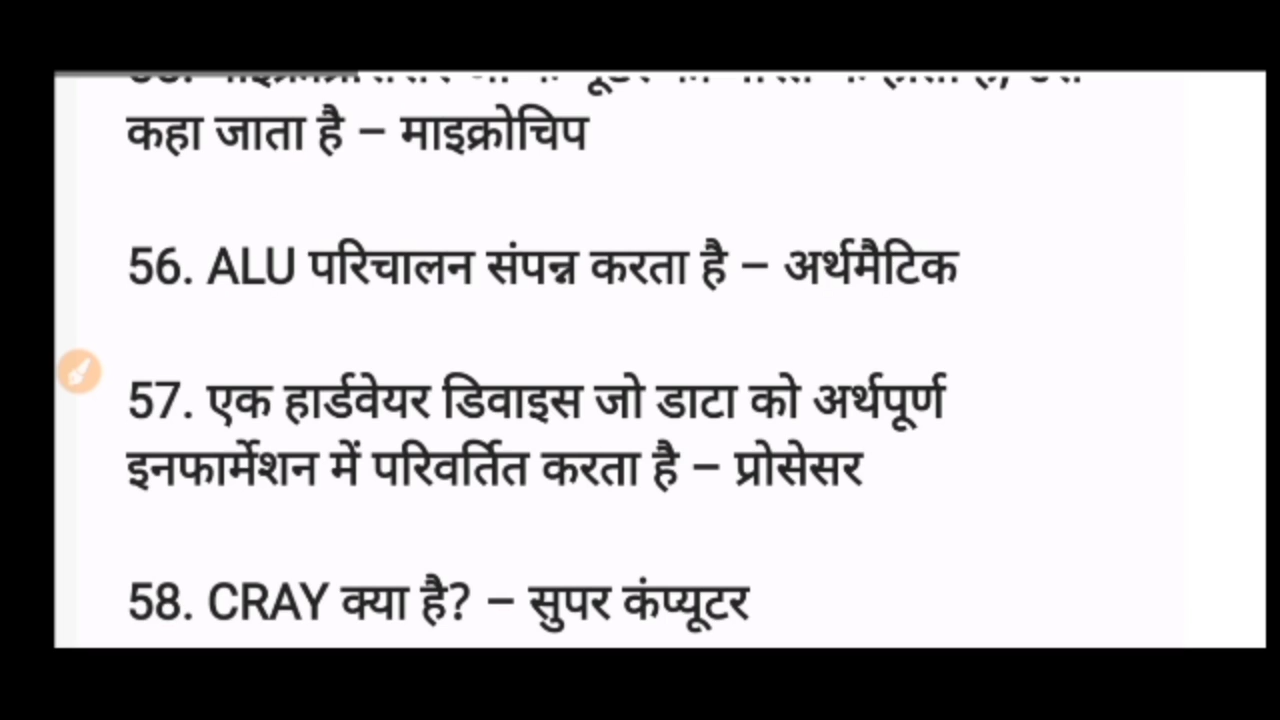 कहा जाता है – माइक्रोचिप
56. ALU परिचालन संपन्न करता है – अर्थमैटिक
57. एक हार्डवेयर डिवाइस जो डाटा को अर्थपूर्ण
इनफार्मेशन में परिवर्तित करता है – प्रोसेसर
58. CRAY क्या है? – सुपर कंप्यूटर